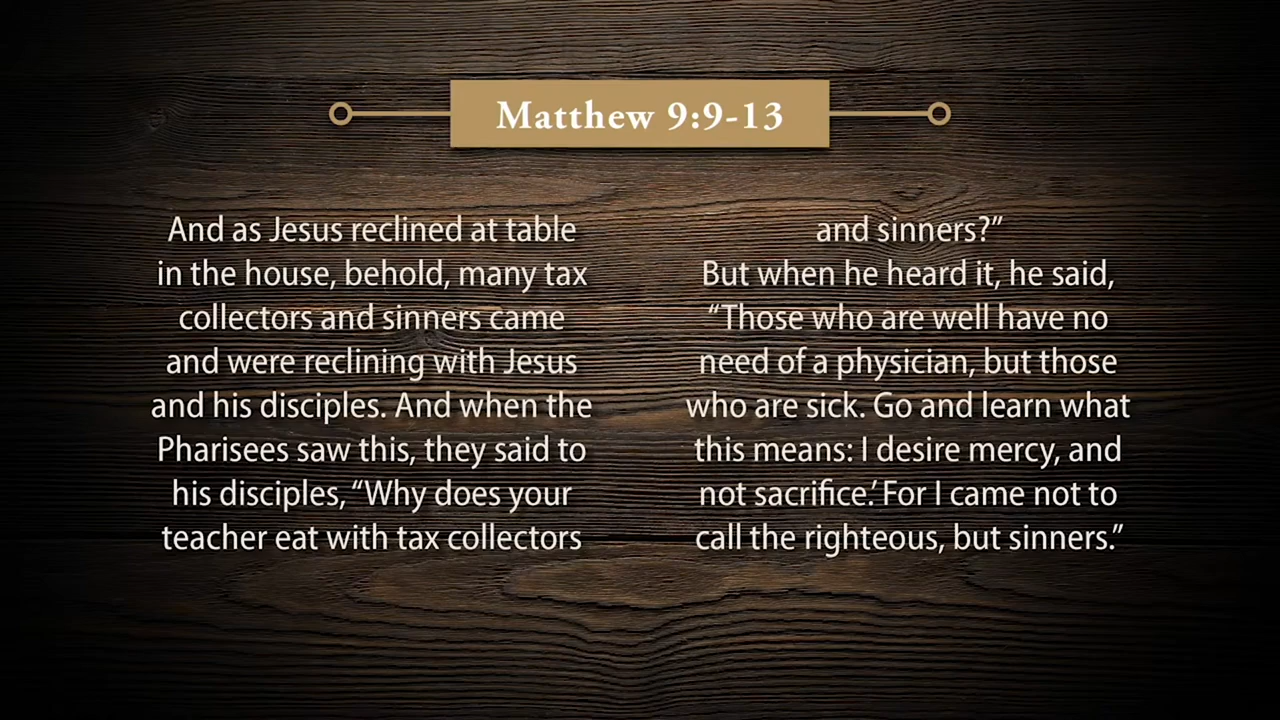 Matthew 9:9-13
And as Jesus reclined at table
in the house, behold, many tax
collectors and sinners came
and were reclining with Jesus
and his disciples. And when the
Pharisees saw this, they said to
his disciples, “Why does your
teacher eat with tax collectors
and sinners?”
But when he heard it, he said,
“Those who are well have no
need of a physician, but those
who are sick. Go and learn what
this means: I desire mercy, and
not sacrifice.’ For I came not to
call the righteous, but sinners.”